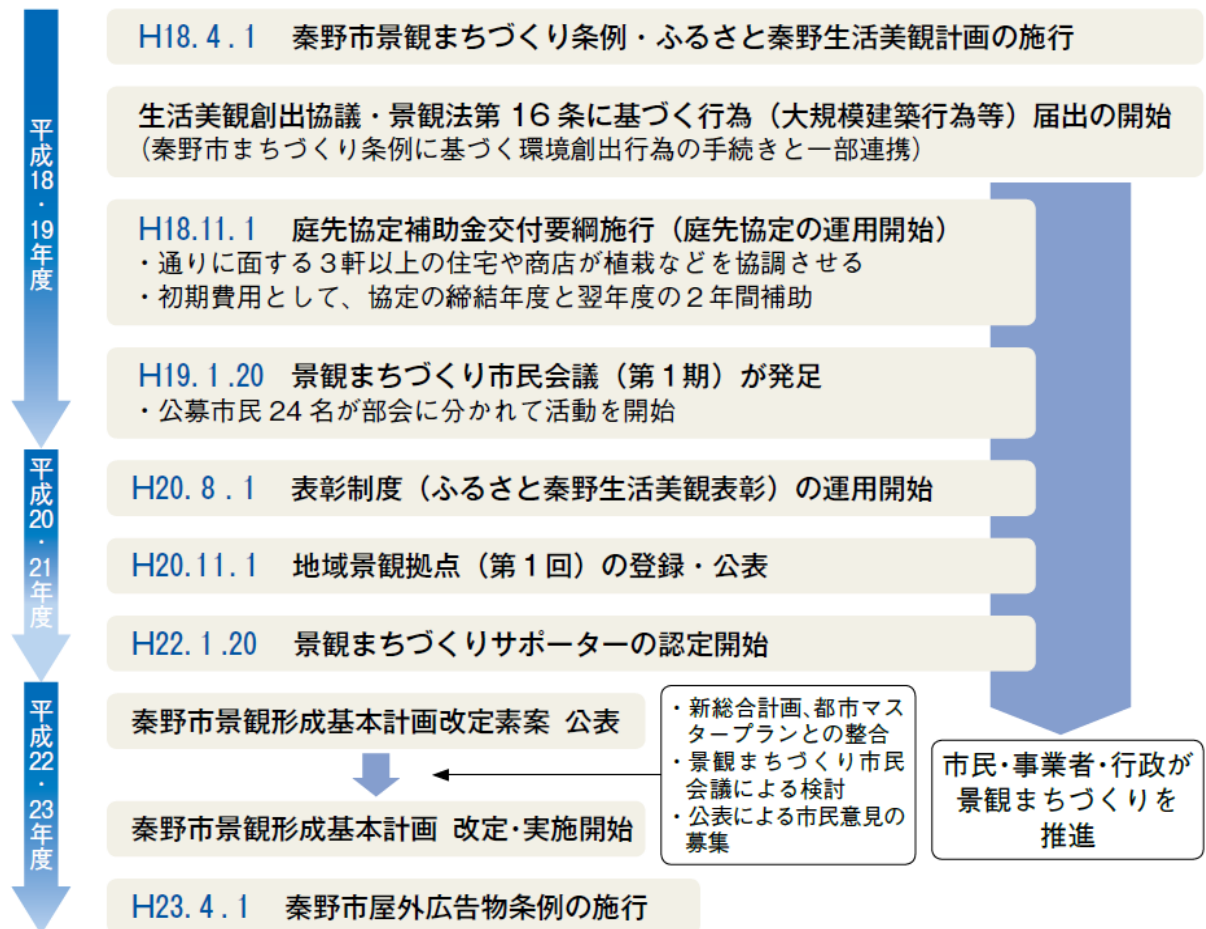 平成18・19年度
H18.4.1 秦野市景観まちづくり条例・ふるさと秦野生活美観計画の施行
生活美観創出協議・景観法第16条に基づく行為（大規模建築行為等）届出の開始
（秦野市まちづくり条例に基づく環境創出行為の手続きと一部連携）
H18.11.1 庭先協定補助金交付要綱施行（庭先協定の運用開始）
・通りに面する３軒以上の住宅や商店が植栽などを協調させる
・初期費用として、協定の締結年度と翌年度の２年間補助
H19.1.20 景観まちづくり市民会議（第１期）が発足
・公募市民24名が部会に分かれて活動を開始
平成20・21年度
H20.8.1 表彰制度（ふるさと秦野生活美観表彰）の運用開始
H20.11.1 地域景観拠点（第１回）の登録・公表
H22.1.20 景観まちづくりサポーターの認定開始
平成22・23年度
秦野市景観形成基本計画改定素案 公表
・新総合計画、都市マス
タープランとの整合
・景観まちづくり市民
会議による検討
・公表による市民意見の
募集
秦野市景観形成基本計画 改定・実施開始
市民・事業者・行政が
景観まちづくりを
推進
H23.4.1 秦野市屋外広告物条例の施行